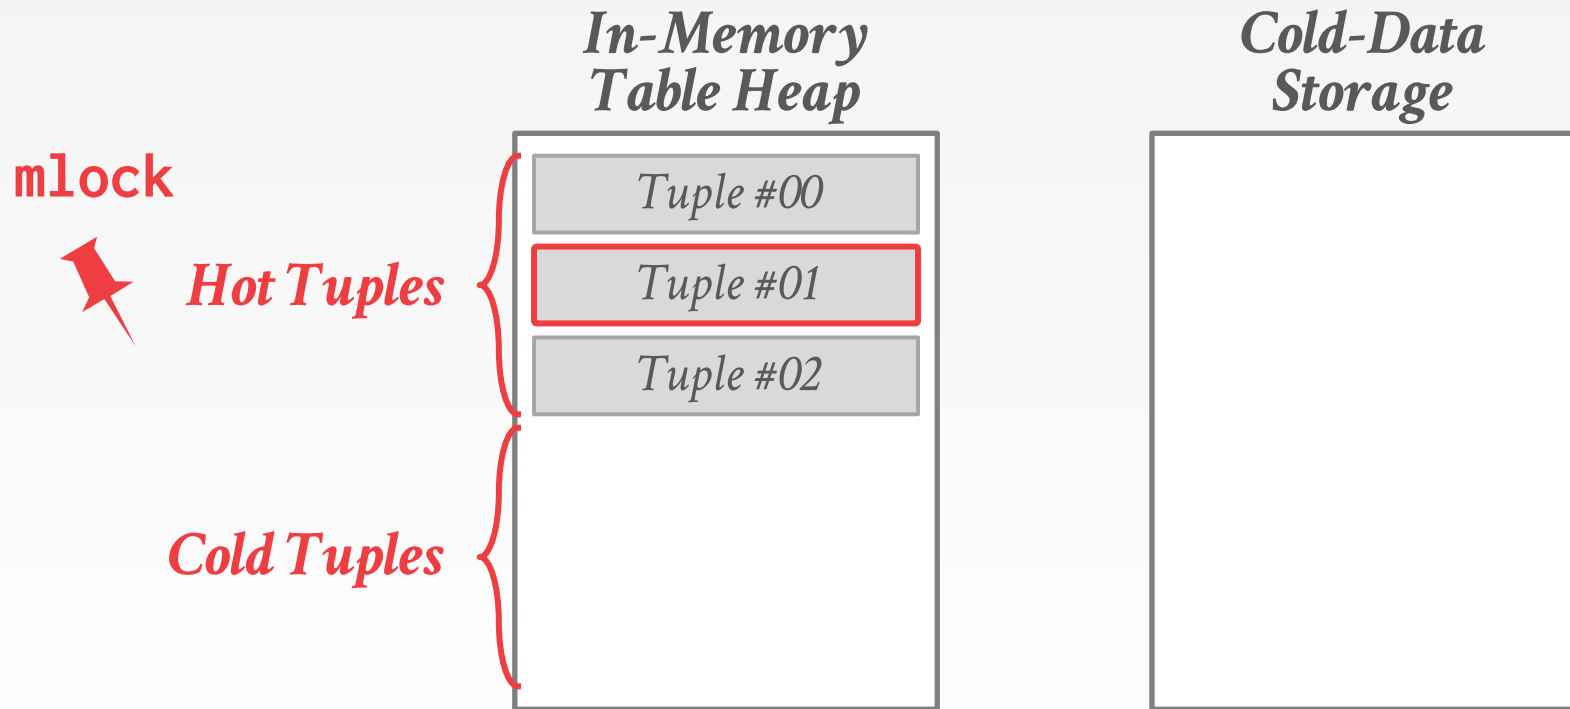 In-Memory
Table Heap
Cold-Data
Storage
mlock
Hot Tuples
Tuple #00
Tuple #01
Tuple #02
Cold Tuples